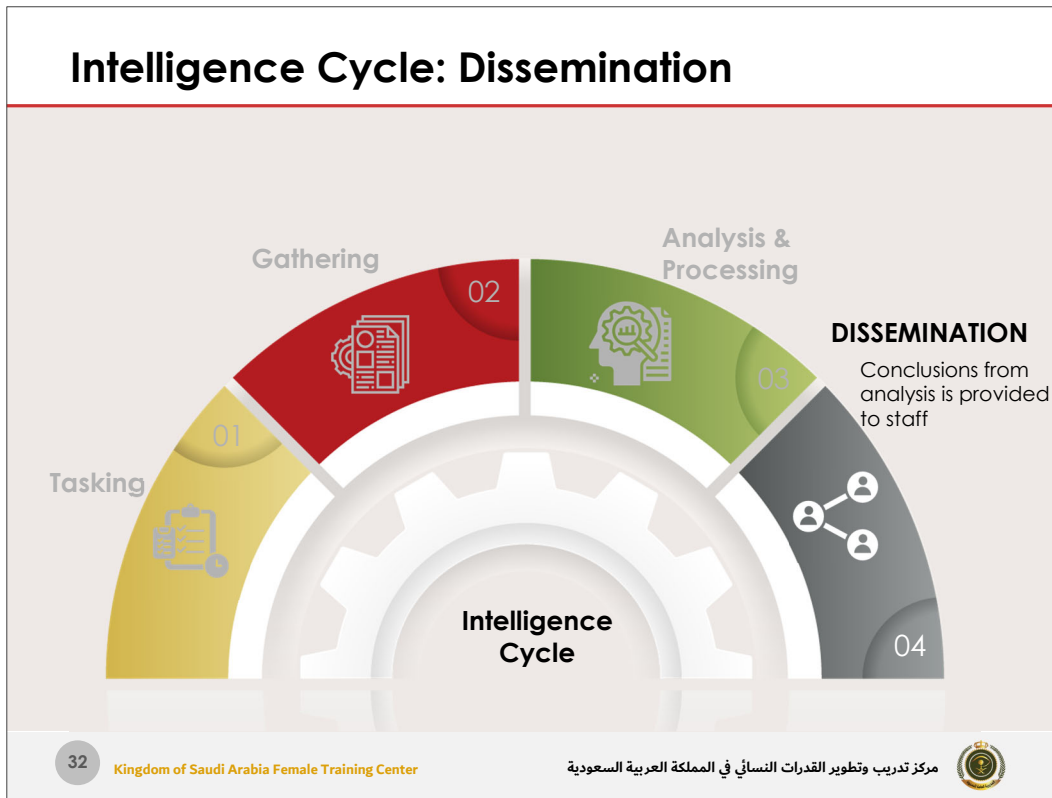 Intelligence Cycle: Dissemination
Gathering
02
Analysis &
Processing
03
DISSEMINATION
Conclusions from
analysis is provided
to staff
01
Tasking
04
Intelligence
Cycle
32
Kingdom of Saudi Arabia Female Training Center
مركز تدريب وتطوير القدرات النسائي في المملكة العربية السعودية